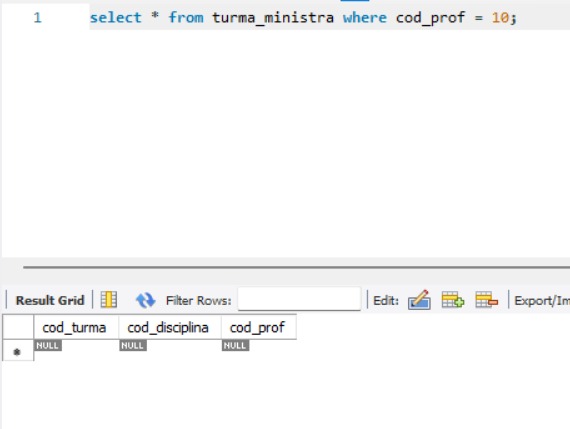 1 select * from turma_ministra where cod_prof = 10;
Result Grid Filter Rows: Edit: Export/Im
cod_turma cod_disciplina cod_prof
* NULL NULL NULL